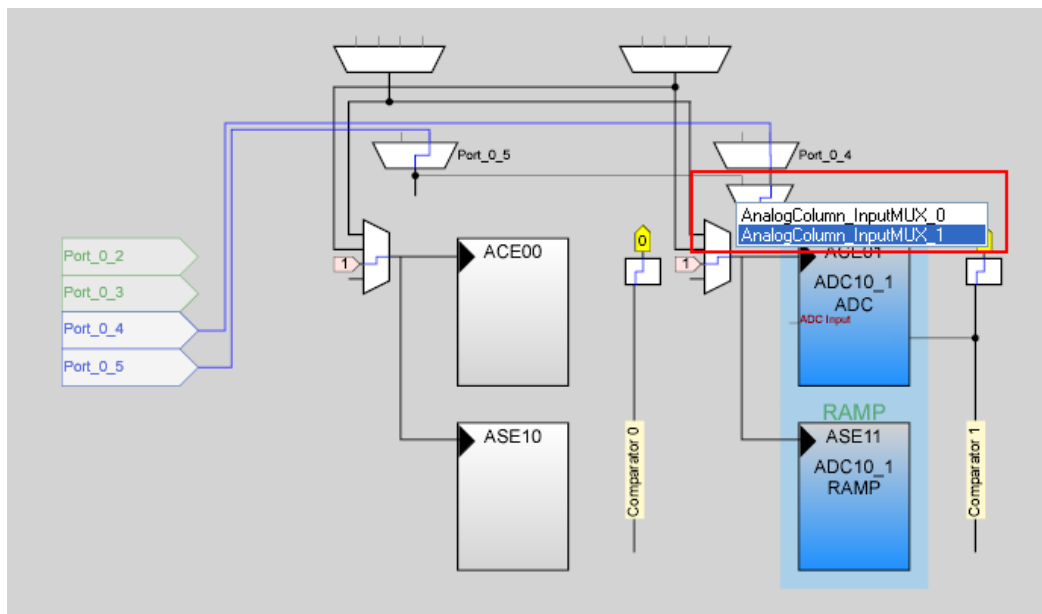 Port_0_5
Port_0_4
AnalogColumn_InputMUX_0
AnalogColumn_InputMUX_1
Port_0_2
Port_0_3
Port_0_4
Port_0_5
1
ACE00
0
1
ACE01
ADC10_1
ADC
ADC Input
RAMP
ASE10
Comparator 0
ASE11
ADC10_1
RAMP
Comparator 1